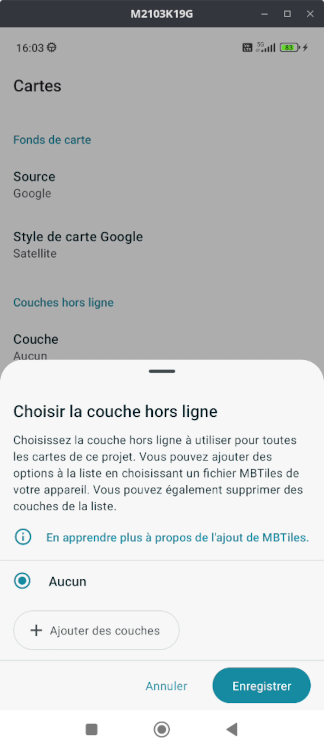 M2103K19G
16:03
5G
83
Cartes
Fonds de carte
Source
Google
Style de carte Google
Satellite
Couches hors ligne
Couche
Aucun
Choisir la couche hors ligne
Choisissez la couche hors ligne à utiliser pour toutes
les cartes de ce projet. Vous pouvez ajouter des
options à la liste en choisissant un fichier MBTiles de
votre appareil. Vous pouvez également supprimer des
couches de la liste.
En apprendre plus à propos de l'ajout de MBTiles.
Aucun
Ajouter des couches
Annuler
Enregistrer